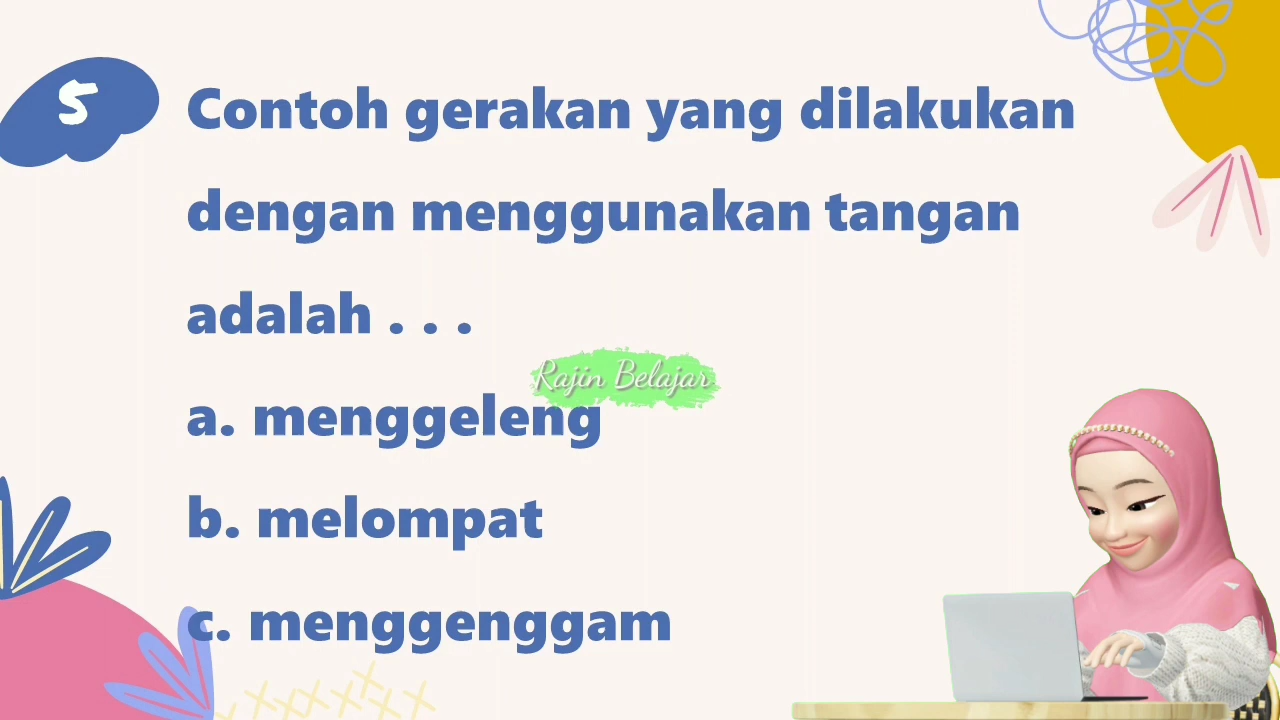 5
Contoh gerakan yang dilakukan
dengan menggunakan tangan
adalah . . .
Rajin Belajar
a. menggeleng
b. melompat
c. menggenggam